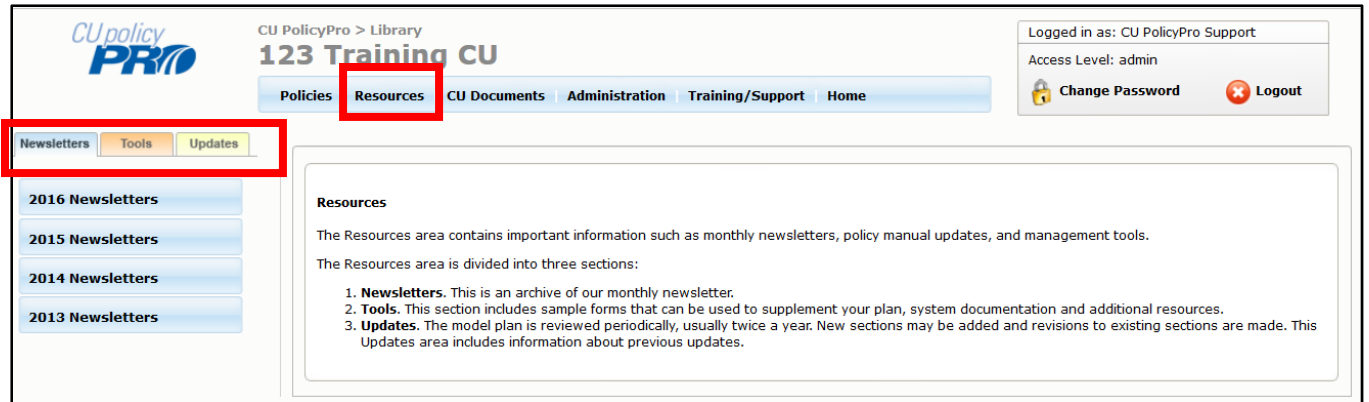 CU policy
PRO
CU PolicyPro > Library
123 Training CU
Policies Resources CU Documents Administration Training/Support Home
Logged in as: CU PolicyPro Support
Access Level: admin
Change Password Logout
Newsletters Tools Updates
2016 Newsletters
2015 Newsletters
2014 Newsletters
2013 Newsletters
Resources
The Resources area contains important information such as monthly newsletters, policy manual updates, and management tools.
The Resources area is divided into three sections:
1. Newsletters. This is an archive of our monthly newsletter.
2. Tools. This section includes sample forms that can be used to supplement your plan, system documentation and additional resources.
3. Updates. The model plan is reviewed periodically, usually twice a year. New sections may be added and revisions to existing sections are made. This
Updates area includes information about previous updates.